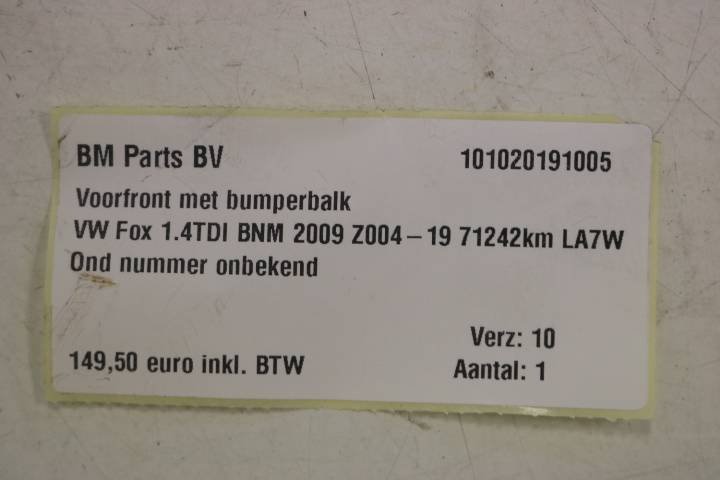 BM Parts BV 101020191005
Voorfront met bumperbalk
VW Fox 1.4TDI BNM 2009 Z004-19 71242km LA7W
Ond nummer onbekend
Verz: 10
149,50 euro inkl. BTW Aantal: 1